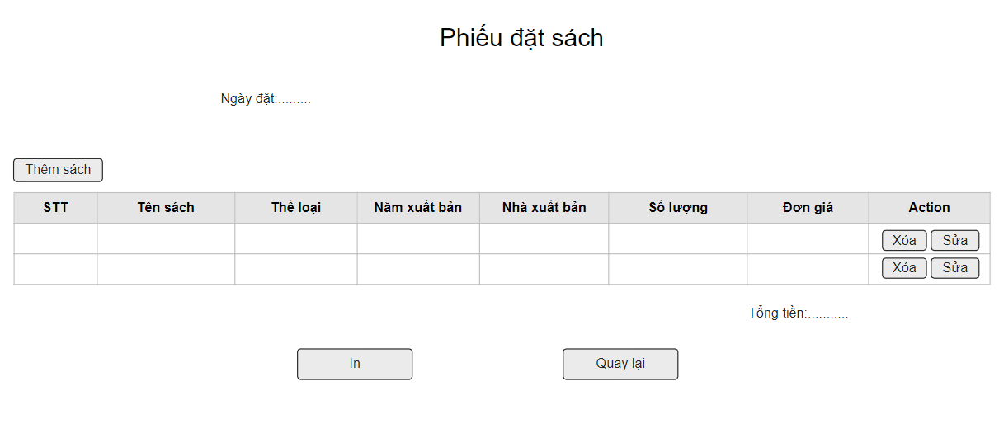 Phiếu đặt sách
Ngày đặt:.........
Thêm sách
STT Tên sách Thể loại Năm xuất bản Nhà xuất bản Số lượng Đơn giá Action
Xóa Sửa
Xóa Sửa
Tổng tiền:...........
In Quay lại